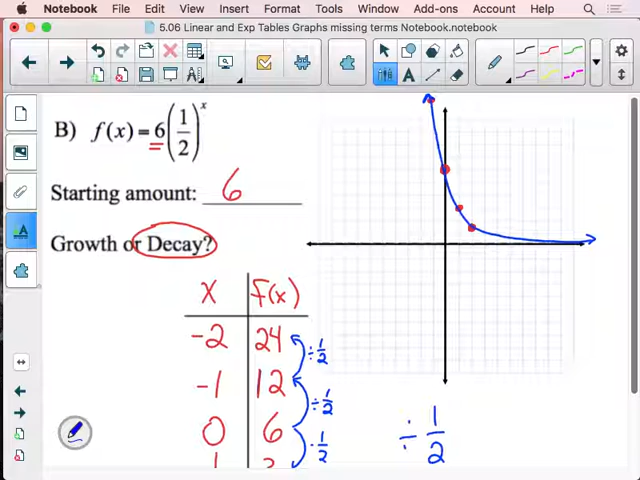 Notebook File Edit View Insert Format Tools Window Add-ons Account Help
5.06 Linear and Exp Tables Graphs missing terms Notebook.notebook
B) f(x) = 6(1/2)^x
Starting amount: 6
Growth or Decay?
X F(x)
-2 24
÷ 1/2
-1 12
÷ 1/2
0 6
· 1/2
÷ 1/2